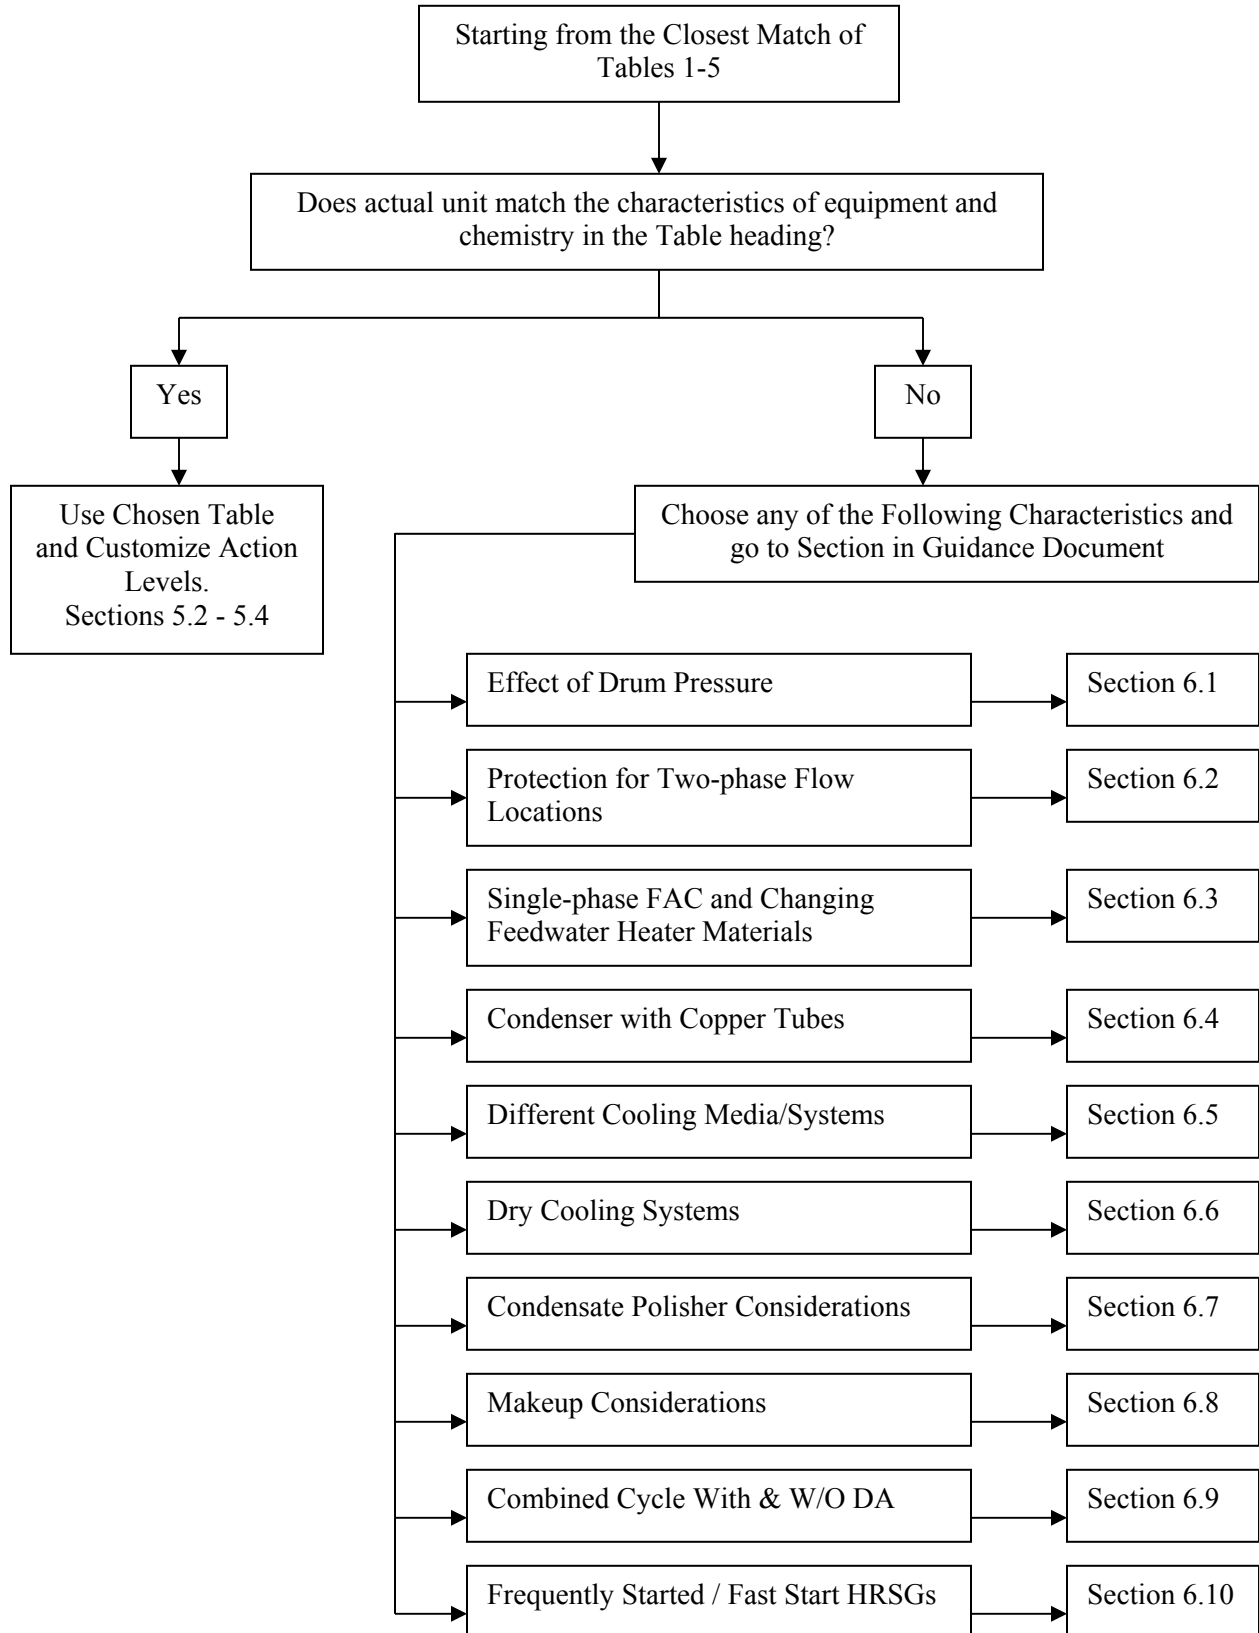 Starting from the Closest Match of
Tables 1-5
Does actual unit match the characteristics of equipment and
chemistry in the Table heading?
Yes
No
Use Chosen Table
and Customize Action
Levels.
Sections 5.2 - 5.4
Choose any of the Following Characteristics and
go to Section in Guidance Document
Effect of Drum Pressure
Section 6.1
Protection for Two-phase Flow
Locations
Section 6.2
Single-phase FAC and Changing
Feedwater Heater Materials
Section 6.3
Condenser with Copper Tubes
Section 6.4
Different Cooling Media/Systems
Section 6.5
Dry Cooling Systems
Section 6.6
Condensate Polisher Considerations
Section 6.7
Makeup Considerations
Section 6.8
Combined Cycle With & W/O DA
Section 6.9
Frequently Started / Fast Start HRSGs
Section 6.10